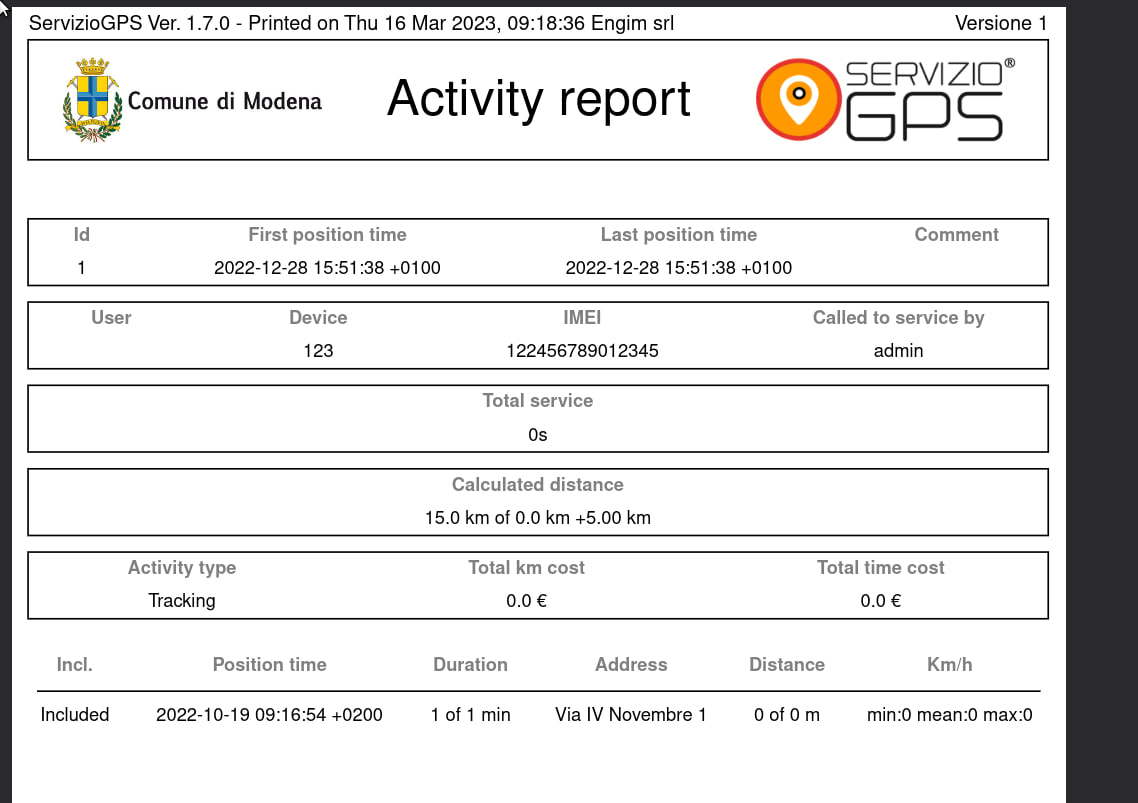 ServizioGPS Ver. 1.7.0 - Printed on Thu 16 Mar 2023, 09:18:36 Engim srl Versione 1
Comune di Modena
Activity report
SERVIZIO®
GPS
Id First position time Last position time Comment
1 2022-12-28 15:51:38 +0100 2022-12-28 15:51:38 +0100
User Device IMEI Called to service by
123 122456789012345 admin
Total service
0s
Calculated distance
15.0 km of 0.0 km +5.00 km
Activity type Total km cost Total time cost
Tracking 0.0 € 0.0 €
Incl. Position time Duration Address Distance Km/h
Included 2022-10-19 09:16:54 +0200 1 of 1 min Via IV Novembre 1 0 of 0 m min:0 mean:0 max:0